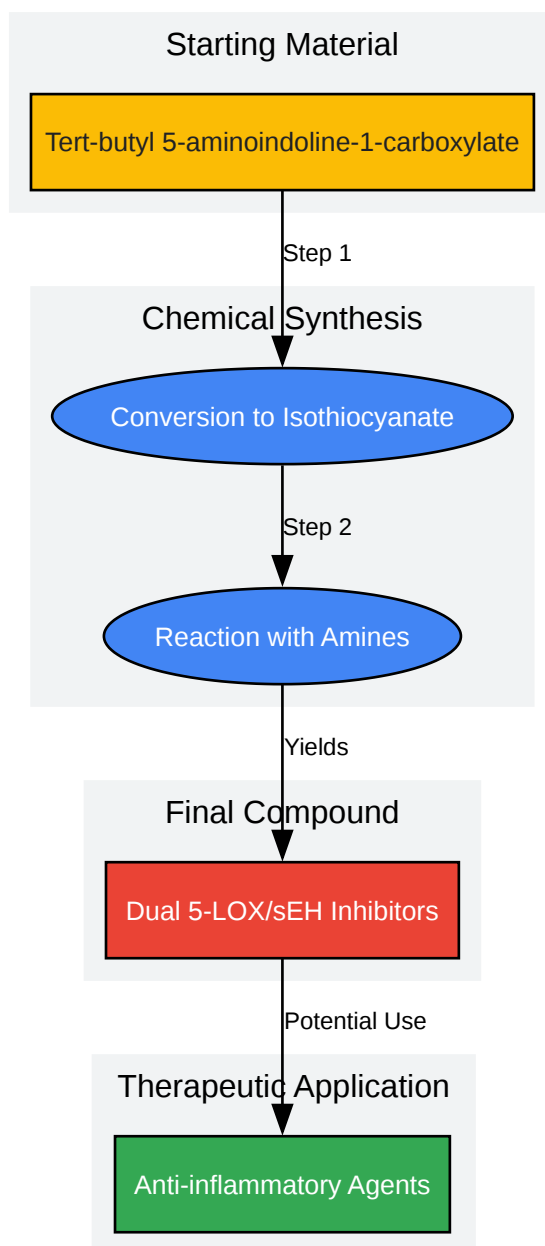 Starting Material
Tert-butyl 5-aminoindoline-1-carboxylate
Step 1
Chemical Synthesis
Conversion to Isothiocyanate
Step 2
Reaction with Amines
Yields
Final Compound
Dual 5-LOX/sEH Inhibitors
Potential Use
Therapeutic Application
Anti-inflammatory Agents